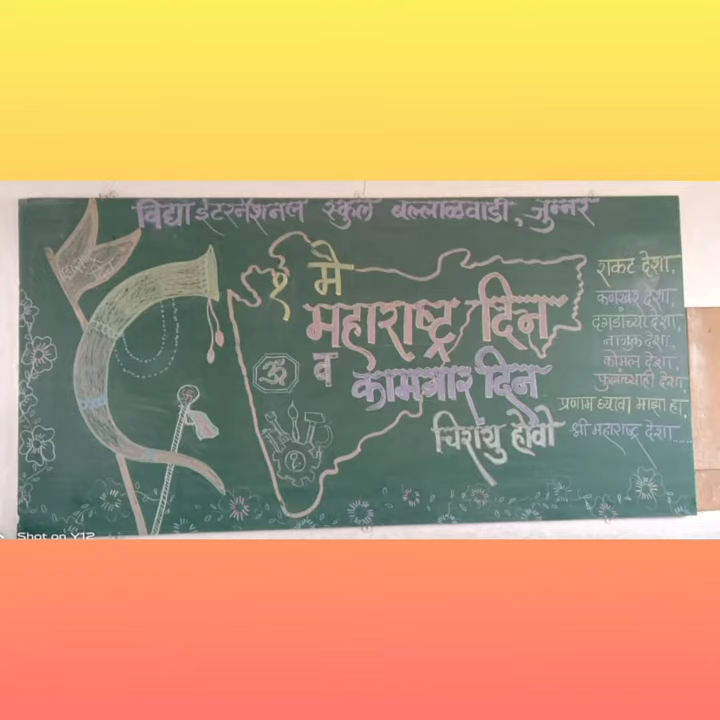 विद्या इंटरनॅशनल स्कुल बल्लाळवाडी, जुन्नर
१ मे
महाराष्ट्र दिन
व
कामगार दिन
चिरायु होवो
राकट देशा,
कणखर देशा,
दगडांच्या देशा,
नाजुक देशा,
कोमल देशा,
फुलांच्याही देशा,
प्रणाम घ्यावा माझा हा,
श्री महाराष्ट्र देशा....
Shot on Y12